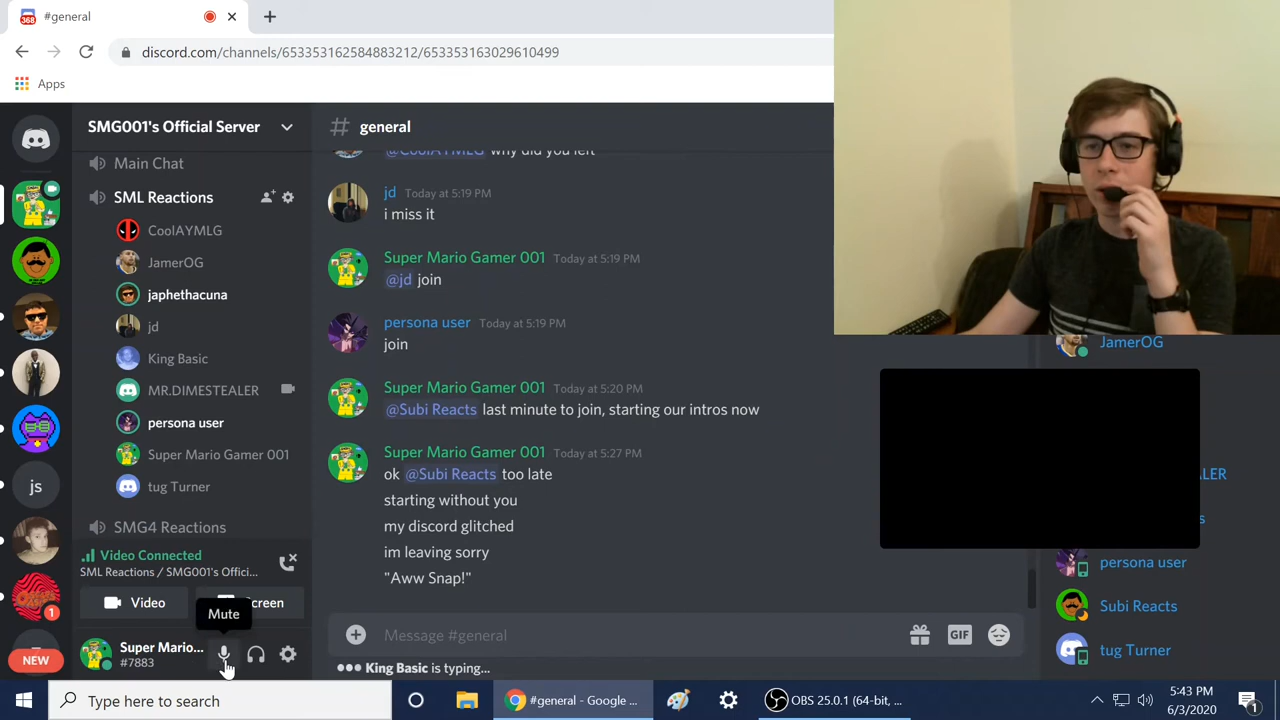 368
#general
discord.com/channels/653353162584883212/653353163029610499
Apps
SMG001's Official Server
general
Main Chat
SML Reactions
CoolAYMLG
JamerOG
japhethacuna
jd
King Basic
MR.DIMESTEALER
persona user
Super Mario Gamer 001
tug Turner
SMG4 Reactions
Video Connected
SML Reactions / SMG001's Offici...
Video
Screen
Mute
Super Mario...
#7883
js
1
NEW
@CoolAYMLG why did you left
jd Today at 5:19 PM
i miss it
Super Mario Gamer 001 Today at 5:19 PM
@jd join
persona user Today at 5:19 PM
join
Super Mario Gamer 001 Today at 5:20 PM
@Subi Reacts last minute to join, starting our intros now
Super Mario Gamer 001 Today at 5:27 PM
ok @Subi Reacts too late
starting without you
my discord glitched
im leaving sorry
"Aww Snap!"
Message #general
GIF
King Basic is typing...
JamerOG
persona user
Subi Reacts
tug Turner
Type here to search
#general - Google ...
OBS 25.0.1 (64-bit, ...
5:43 PM
6/3/2020
1